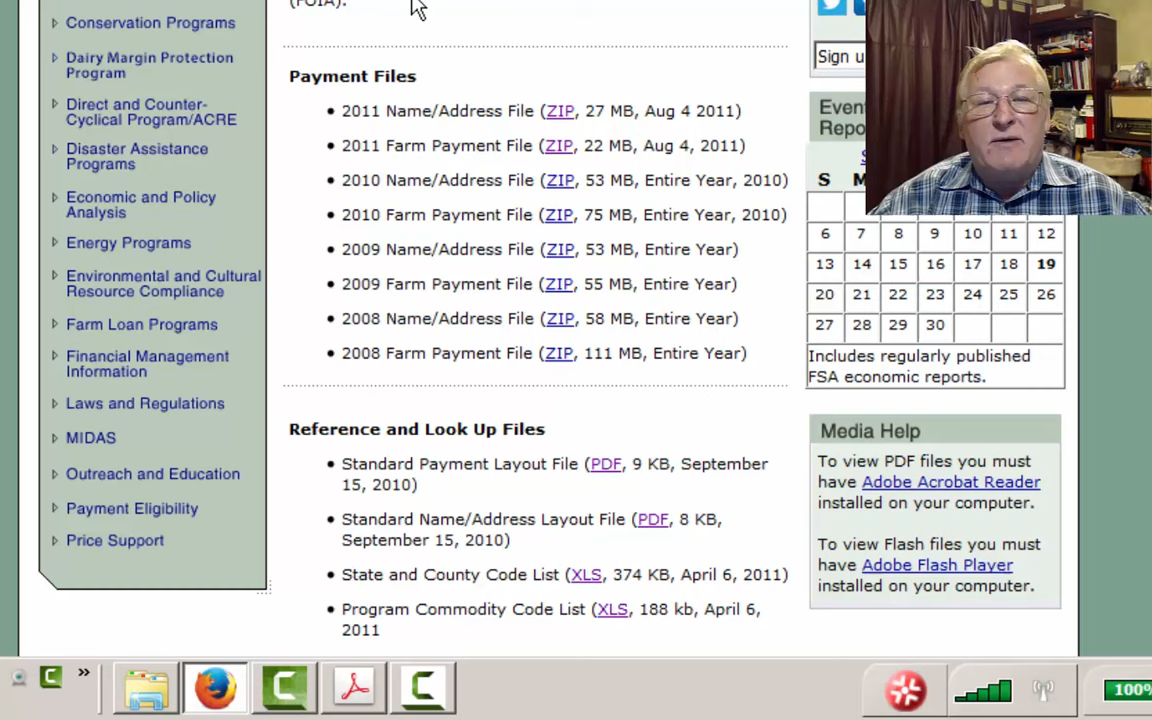 (FOIA).
Conservation Programs
Dairy Margin Protection
Program
Direct and Counter-
Cyclical Program/ACRE
Disaster Assistance
Programs
Economic and Policy
Analysis
Energy Programs
Environmental and Cultural
Resource Compliance
Farm Loan Programs
Financial Management
Information
Laws and Regulations
MIDAS
Outreach and Education
Payment Eligibility
Price Support
Payment Files
2011 Name/Address File (ZIP, 27 MB, Aug 4 2011)
2011 Farm Payment File (ZIP, 22 MB, Aug 4, 2011)
2010 Name/Address File (ZIP, 53 MB, Entire Year, 2010)
2010 Farm Payment File (ZIP, 75 MB, Entire Year, 2010)
2009 Name/Address File (ZIP, 53 MB, Entire Year)
2009 Farm Payment File (ZIP, 55 MB, Entire Year)
2008 Name/Address File (ZIP, 58 MB, Entire Year)
2008 Farm Payment File (ZIP, 111 MB, Entire Year)
Reference and Look Up Files
Standard Payment Layout File (PDF, 9 KB, September
15, 2010)
Standard Name/Address Layout File (PDF, 8 KB,
September 15, 2010)
State and County Code List (XLS, 374 KB, April 6, 2011)
Program Commodity Code List (XLS, 188 kb, April 6,
2011
Sign u
Even
Repo
S M
6 7 8 9 10 11 12
13 14 15 16 17 18 19
20 21 22 23 24 25 26
27 28 29 30
Includes regularly published
FSA economic reports.
Media Help
To view PDF files you must
have Adobe Acrobat Reader
installed on your computer.
To view Flash files you must
have Adobe Flash Player
installed on your computer.
100%